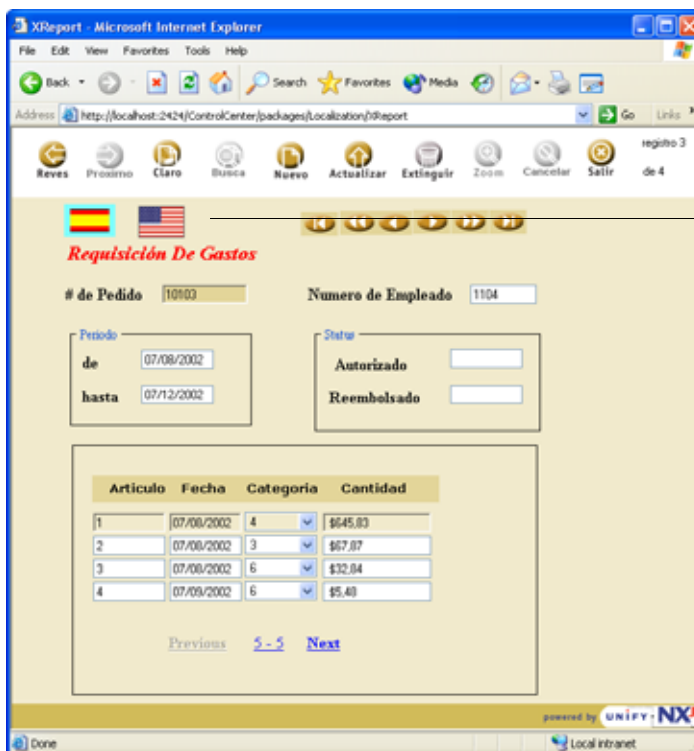 XReport - Microsoft Internet Explorer
File Edit View Favorites Tools Help
Back Search Favorites Media
Address http://localhost:2424/ControlCenter/packages/Localization/XReport Go Links
Reves Proximo Claro Busca Nuevo Actualizar Extinguir Zoom Cancelar Salir registro 3
de 4
Requisición De Gastos
# de Pedido 10103 Numero de Empleado 1104
Periodo Status
de 07/08/2002 Autorizado
hasta 07/12/2002 Reembolsado
Articulo Fecha Categoria Cantidad
1 07/08/2002 4 $645.83
2 07/08/2002 3 $67.87
3 07/08/2002 6 $32.84
4 07/09/2002 6 $5.48
Previous 5 - 5 Next
powered by UNIFY NX
Done Local intranet